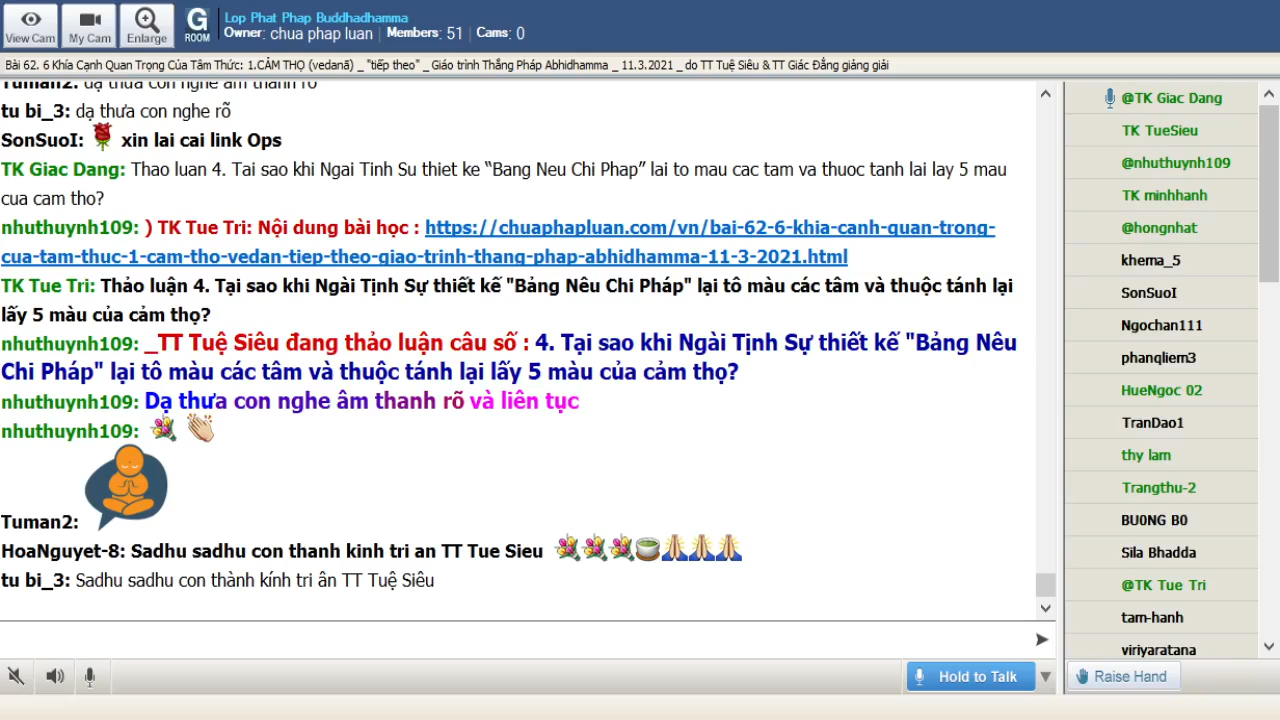 View Cam
My Cam
Enlarge
G
ROOM
Lop Phat Phap Buddhadhamma
Owner: chua phap luan | Members: 51 | Cams: 0
Bài 62. 6 Khía Cạnh Quan Trọng Của Tâm Thức: 1.CẢM THỌ (vedanā) _ "tiếp theo" _ Giáo trình Thắng Pháp Abhidhamma _ 11.3.2021 _ do TT Tuệ Siêu & TT Giác Đẳng giảng giải
Tuman2: dạ thưa con nghe âm thanh rõ
tu bi_3: dạ thưa con nghe rõ
SonSuoI: xin lai cai link Ops
TK Giac Dang: Thao luan 4. Tai sao khi Ngai Tinh Su thiet ke “Bang Neu Chi Phap” lai to mau cac tam va thuoc tanh lai lay 5 mau
cua cam tho?
nhuthuynh109: ) TK Tue Tri: Nội dung bài học : https://chuaphapluan.com/vn/bai-62-6-khia-canh-quan-trong-
cua-tam-thuc-1-cam-tho-vedan-tiep-theo-giao-trinh-thang-phap-abhidhamma-11-3-2021.html
TK Tue Tri: Thảo luận 4. Tại sao khi Ngài Tịnh Sự thiết kế "Bảng Nêu Chi Pháp" lại tô màu các tâm và thuộc tánh lại
lấy 5 màu của cảm thọ?
nhuthuynh109: _TT Tuệ Siêu đang thảo luận câu số : 4. Tại sao khi Ngài Tịnh Sự thiết kế "Bảng Nêu
Chi Pháp" lại tô màu các tâm và thuộc tánh lại lấy 5 màu của cảm thọ?
nhuthuynh109: Dạ thưa con nghe âm thanh rõ và liên tục
nhuthuynh109:
Tuman2:
HoaNguyet-8: Sadhu sadhu con thanh kinh tri an TT Tue Sieu
tu bi_3: Sadhu sadhu con thành kính tri ân TT Tuệ Siêu
Hold to Talk
@TK Giac Dang
TK TueSieu
@nhuthuynh109
TK minhhanh
@hongnhat
khema_5
SonSuoI
Ngochan111
phanqliem3
HueNgoc 02
TranDao1
thy lam
Trangthu-2
BU0NG B0
Sila Bhadda
@TK Tue Tri
tam-hanh
viriyaratana
Raise Hand